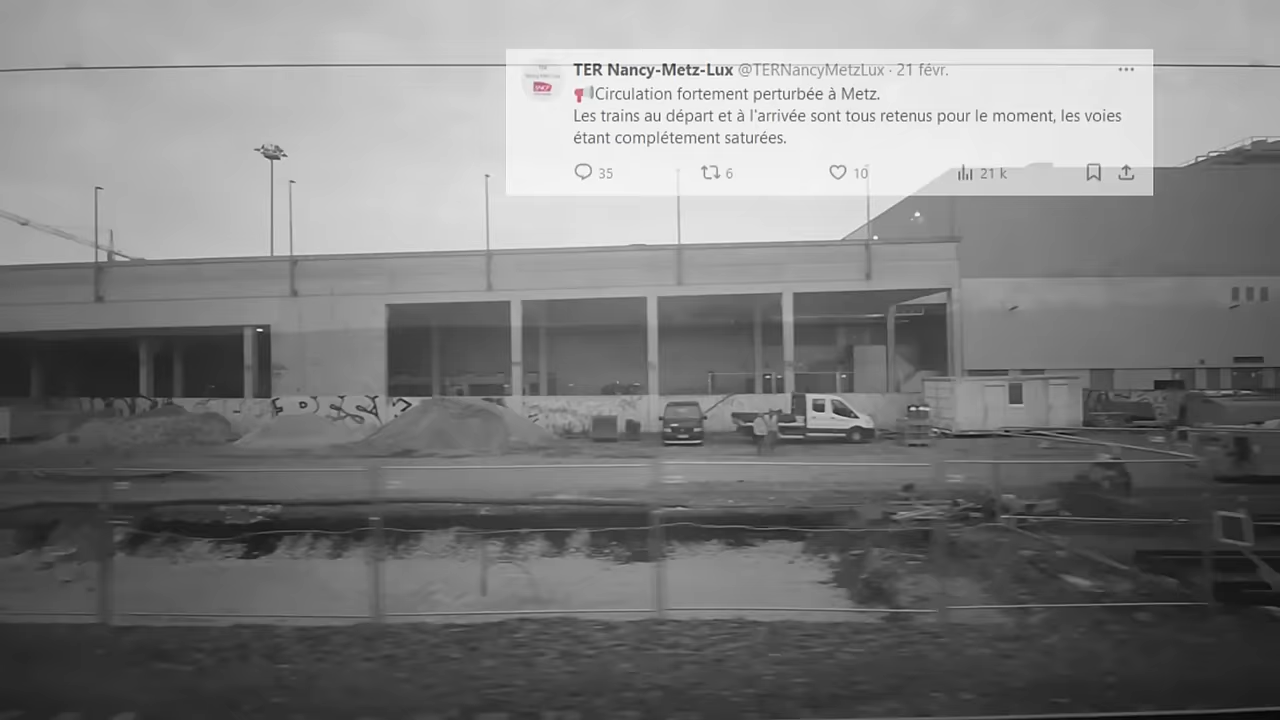 TER Nancy-Metz-Lux @TERNancyMetzLux · 21 févr.
📢Circulation fortement perturbée à Metz.
Les trains au départ et à l'arrivée sont tous retenus pour le moment, les voies
étant complétement saturées.
35 6 10 21 k
SNCF